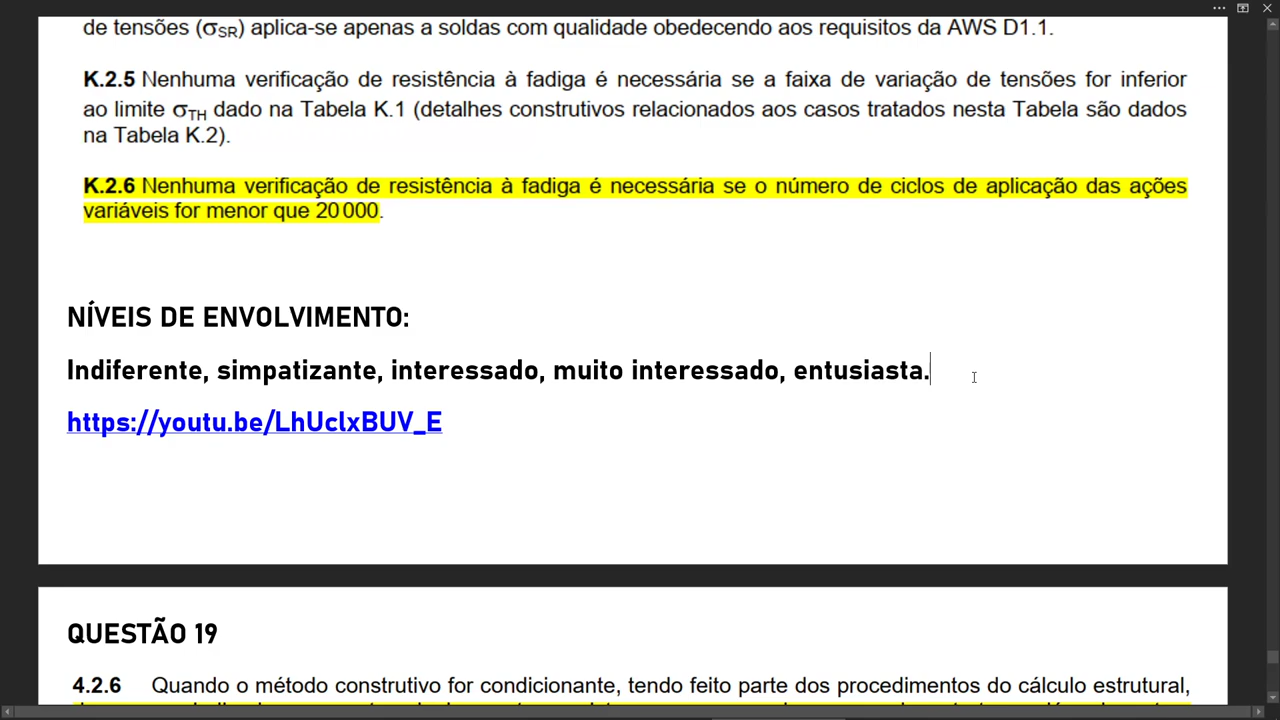 de tensões (σSR) aplica-se apenas a soldas com qualidade obedecendo aos requisitos da AWS D1.1.
K.2.5 Nenhuma verificação de resistência à fadiga é necessária se a faixa de variação de tensões for inferior
ao limite σTH dado na Tabela K.1 (detalhes construtivos relacionados aos casos tratados nesta Tabela são dados
na Tabela K.2).
K.2.6 Nenhuma verificação de resistência à fadiga é necessária se o número de ciclos de aplicação das ações
variáveis for menor que 20 000.
NÍVEIS DE ENVOLVIMENTO:
Indiferente, simpatizante, interessado, muito interessado, entusiasta.
https://youtu.be/LhUclxBUV_E
QUESTÃO 19
4.2.6 Quando o método construtivo for condicionante, tendo feito parte dos procedimentos do cálculo estrutural,